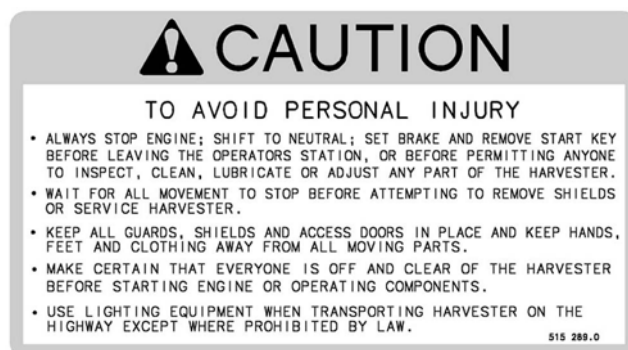 CAUTION
TO AVOID PERSONAL INJURY
• ALWAYS STOP ENGINE; SHIFT TO NEUTRAL; SET BRAKE AND REMOVE START KEY
BEFORE LEAVING THE OPERATORS STATION, OR BEFORE PERMITTING ANYONE
TO INSPECT, CLEAN, LUBRICATE OR ADJUST ANY PART OF THE HARVESTER.
• WAIT FOR ALL MOVEMENT TO STOP BEFORE ATTEMPTING TO REMOVE SHIELDS
OR SERVICE HARVESTER.
• KEEP ALL GUARDS, SHIELDS AND ACCESS DOORS IN PLACE AND KEEP HANDS,
FEET AND CLOTHING AWAY FROM ALL MOVING PARTS.
• MAKE CERTAIN THAT EVERYONE IS OFF AND CLEAR OF THE HARVESTER
BEFORE STARTING ENGINE OR OPERATING COMPONENTS.
• USE LIGHTING EQUIPMENT WHEN TRANSPORTING HARVESTER ON THE
HIGHWAY EXCEPT WHERE PROHIBITED BY LAW.
515 289.0